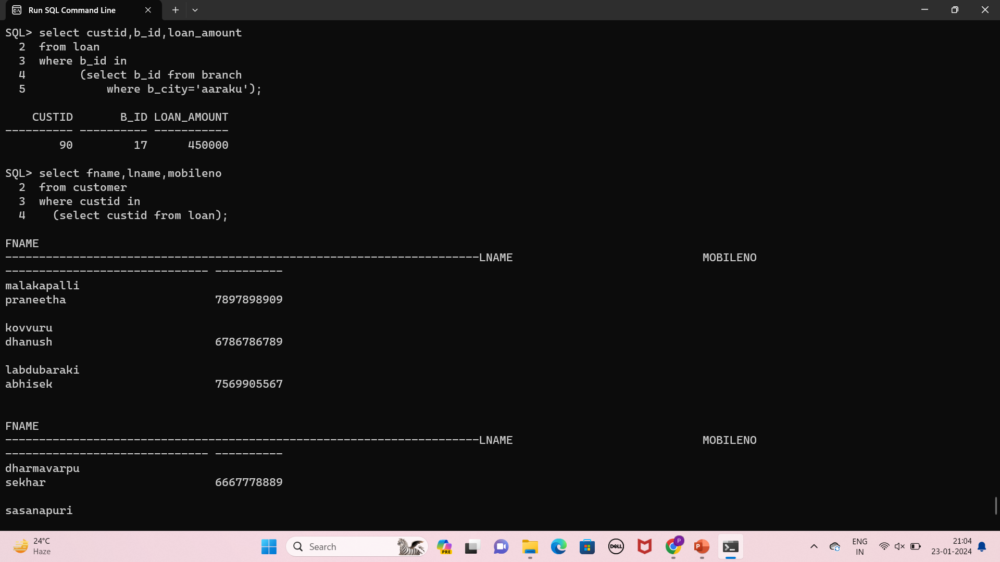 Run SQL Command Line
SQL> select custid,b_id,loan_amount
  2  from loan
  3  where b_id in
  4        (select b_id from branch
  5            where b_city='aaraku');
    CUSTID       B_ID LOAN_AMOUNT
---------- ---------- -----------
        90         17      450000
SQL> select fname,lname,mobileno
  2  from customer
  3  where custid in
  4    (select custid from loan);
FNAME
----------------------------------------------------------------------LNAME                            MOBILENO
------------------------------ ----------
malakapalli
praneetha                      7897898909
kovvuru
dhanush                        6786786789
labdubaraki
abhisek                        7569905567
FNAME
----------------------------------------------------------------------LNAME                            MOBILENO
------------------------------ ----------
dharmavarpu
sekhar                         6667778889
sasanapuri
24°C
Haze
Search
PRE
DELL
P
P
ENG
IN
21:04
23-01-2024